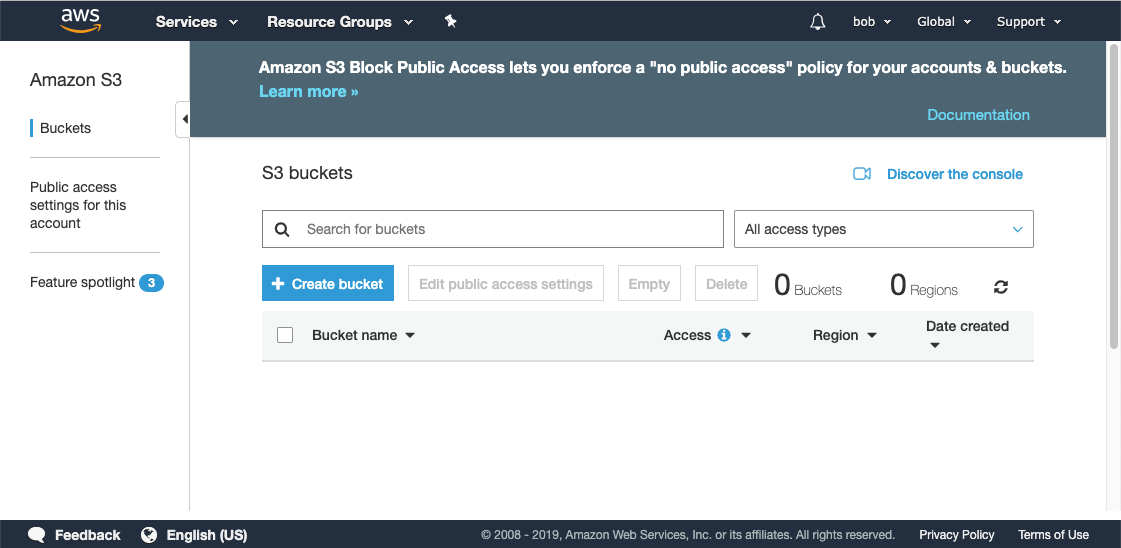 aws Services Resource Groups bob Global Support
Amazon S3
Buckets
Public access
settings for this
account
Feature spotlight 3
Amazon S3 Block Public Access lets you enforce a "no public access" policy for your accounts & buckets.
Learn more »
Documentation
S3 buckets Discover the console
Search for buckets All access types
Create bucket Edit public access settings Empty Delete 0 Buckets 0 Regions
Bucket name Access Region Date created
Feedback English (US) © 2008 - 2019, Amazon Web Services, Inc. or its affiliates. All rights reserved. Privacy Policy Terms of Use